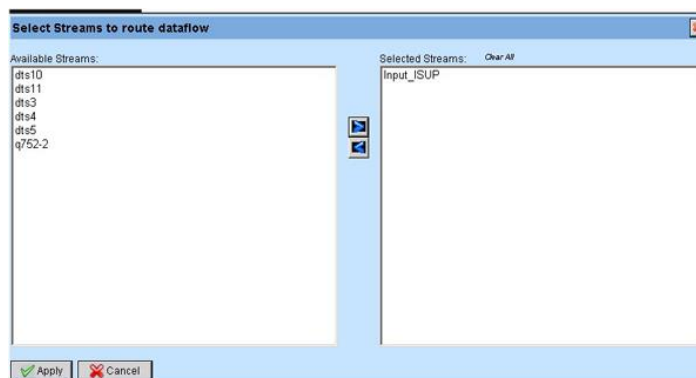 Select Streams to route dataflow
Available Streams:
Selected Streams: Clear All
dts10
dts11
dts3
dts4
dts5
q752-2
Input_ISUP
Apply Cancel